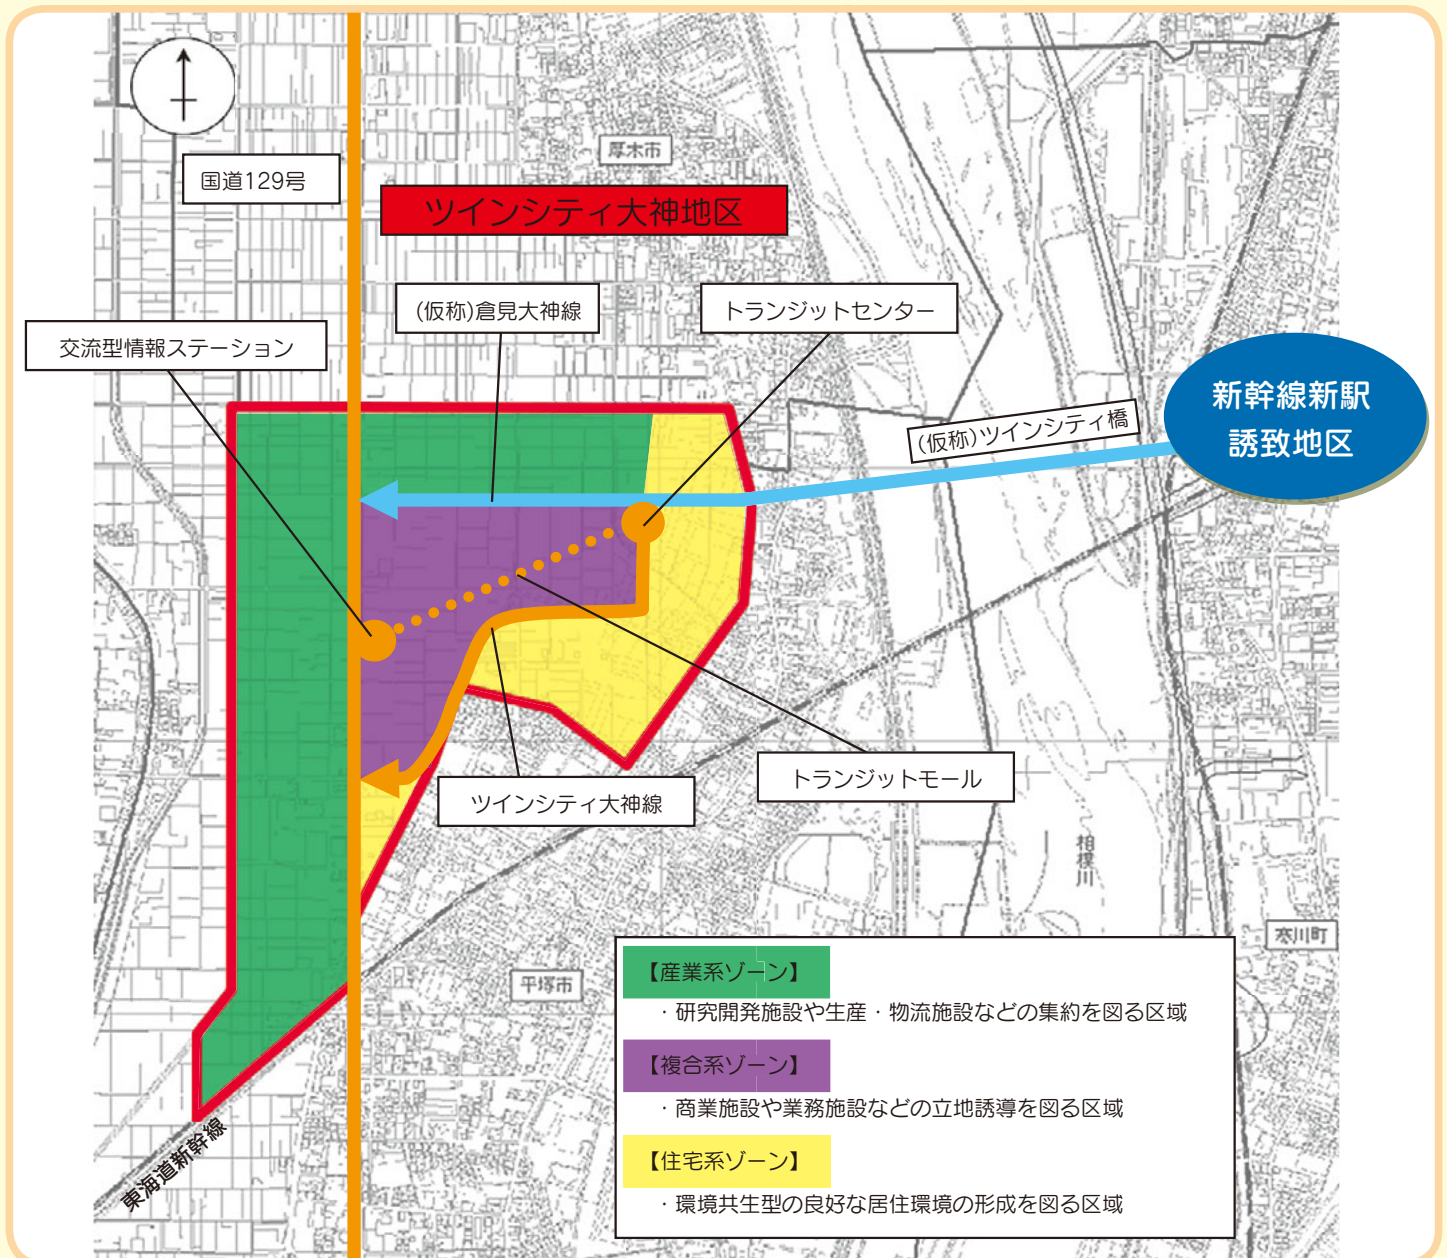 厚木市
国道129号
ツインシティ大神地区
(仮称)倉見大神線
トランジットセンター
交流型情報ステーション
新幹線新駅
誘致地区
(仮称)ツインシティ橋
トランジットモール
ツインシティ大神線
相模川
寒川町
平塚市
東海道新幹線
【産業系ゾーン】
・研究開発施設や生産・物流施設などの集約を図る区域
【複合系ゾーン】
・商業施設や業務施設などの立地誘導を図る区域
【住宅系ゾーン】
・環境共生型の良好な居住環境の形成を図る区域